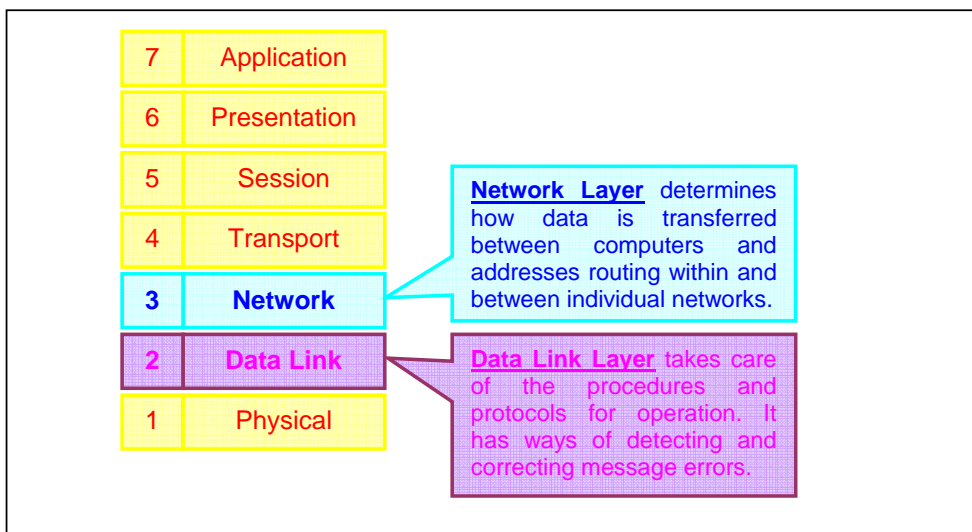 7 Application
6 Presentation
5 Session
4 Transport
3 Network
2 Data Link
1 Physical
Network Layer determines
how data is transferred
between computers and
addresses routing within and
between individual networks.
Data Link Layer takes care
of the procedures and
protocols for operation. It
has ways of detecting and
correcting message errors.